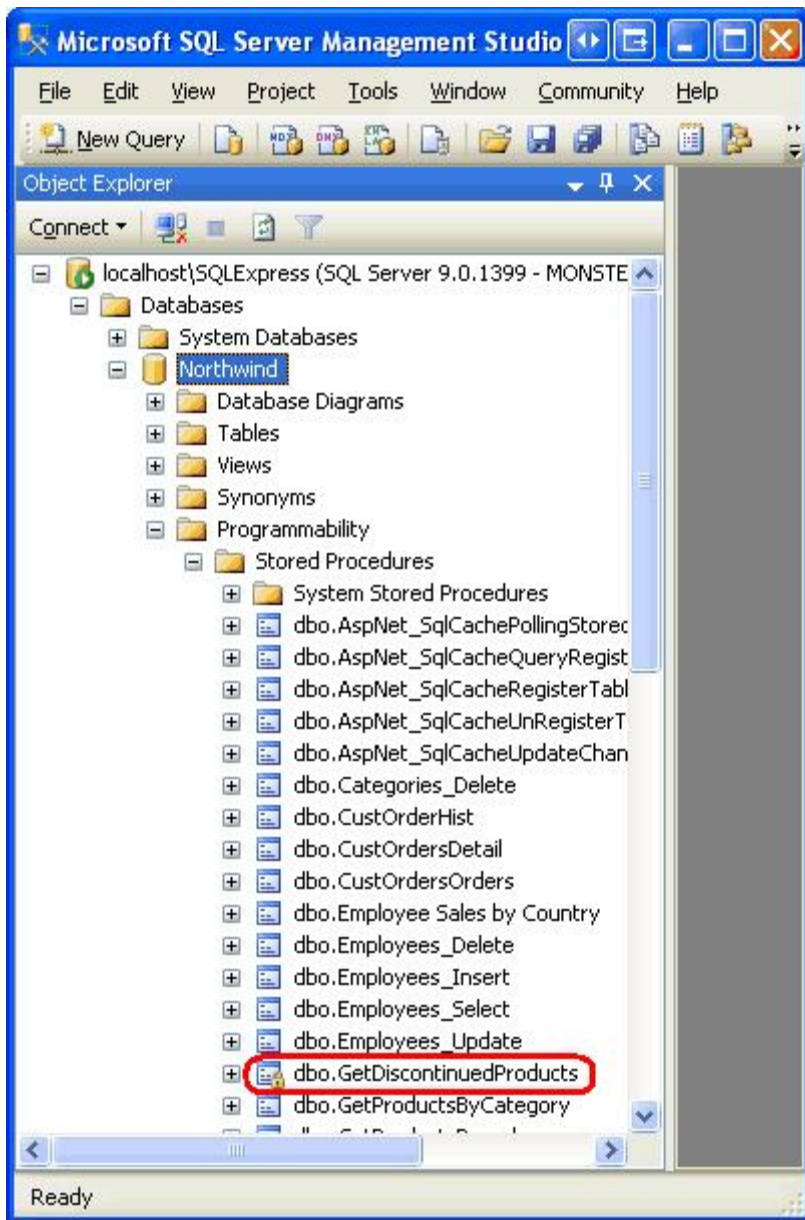 Microsoft SQL Server Management Studio
File Edit View Project Tools Window Community Help
New Query
Object Explorer
Connect
localhost\SQLExpress (SQL Server 9.0.1399 - MONSTE
Databases
System Databases
Northwind
Database Diagrams
Tables
Views
Synonyms
Programmability
Stored Procedures
System Stored Procedures
dbo.AspNet_SqlCachePollingStored
dbo.AspNet_SqlCacheQueryRegist
dbo.AspNet_SqlCacheRegisterTabl
dbo.AspNet_SqlCacheUnRegisterT
dbo.AspNet_SqlCacheUpdateChan
dbo.Categories_Delete
dbo.CustOrderHist
dbo.CustOrdersDetail
dbo.CustOrdersOrders
dbo.Employee Sales by Country
dbo.Employees_Delete
dbo.Employees_Insert
dbo.Employees_Select
dbo.Employees_Update
dbo.GetDiscontinuedProducts
dbo.GetProductsByCategory
Ready